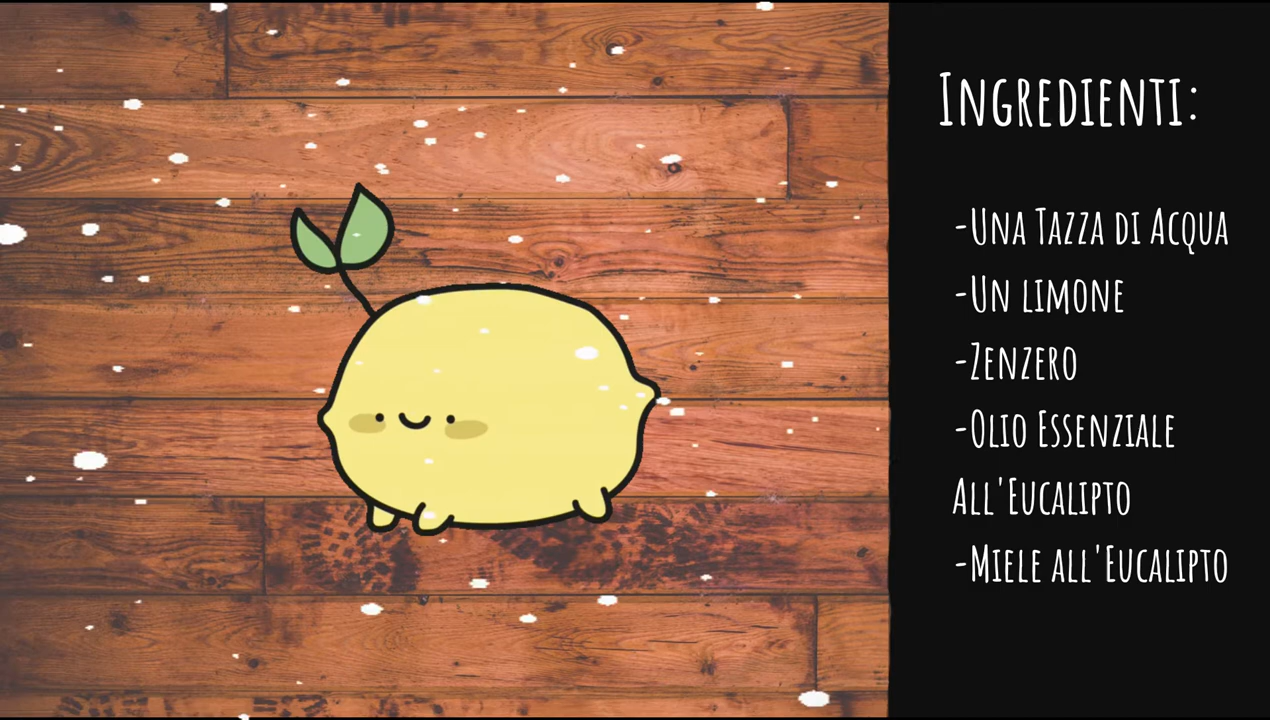 Ingredienti:
-Una Tazza di Acqua
-Un limone
-Zenzero
-Olio Essenziale
All'Eucalipto
-Miele all'Eucalipto